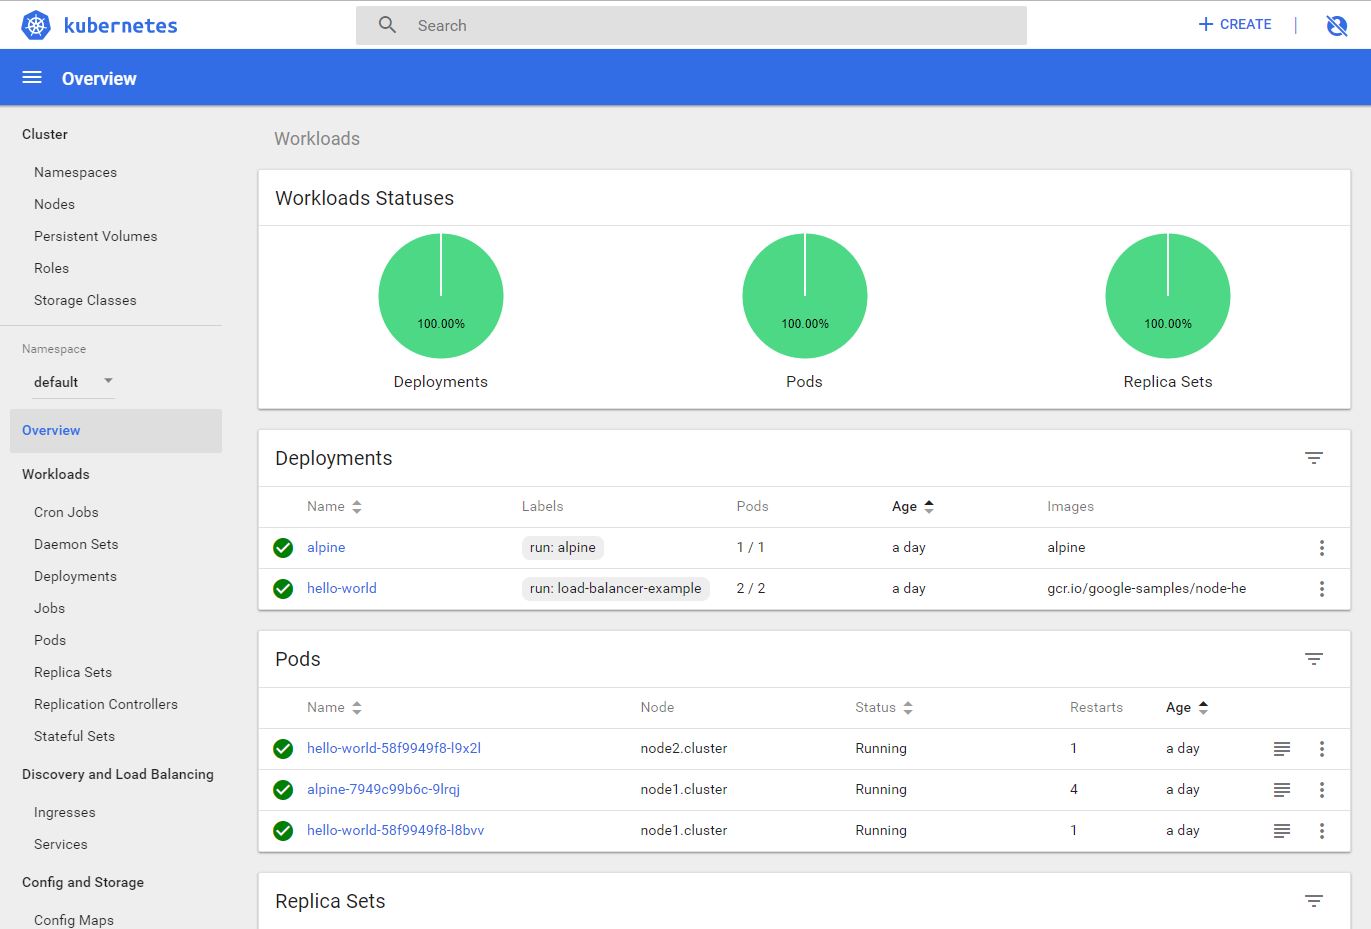 kubernetes
Search
CREATE
Overview
Cluster
Namespaces
Nodes
Persistent Volumes
Roles
Storage Classes
Namespace
default
Overview
Workloads
Cron Jobs
Daemon Sets
Deployments
Jobs
Pods
Replica Sets
Replication Controllers
Stateful Sets
Discovery and Load Balancing
Ingresses
Services
Config and Storage
Config Maps
Workloads
Workloads Statuses
100.00% 100.00% 100.00%
Deployments Pods Replica Sets
Deployments
Name Labels Pods Age Images
alpine run: alpine 1 / 1 a day alpine
hello-world run: load-balancer-example 2 / 2 a day gcr.io/google-samples/node-he
Pods
Name Node Status Restarts Age
hello-world-58f9949f8-l9x2l node2.cluster Running 1 a day
alpine-7949c99b6c-9lrqj node1.cluster Running 4 a day
hello-world-58f9949f8-l8bvv node1.cluster Running 1 a day
Replica Sets